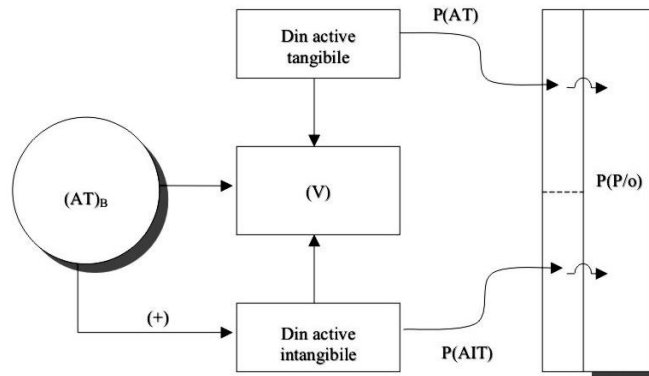 P(AT)
Din active
tangibile
(AT)B
(V)
P(P/o)
(+)
Din active
intangibile
P(AIT)